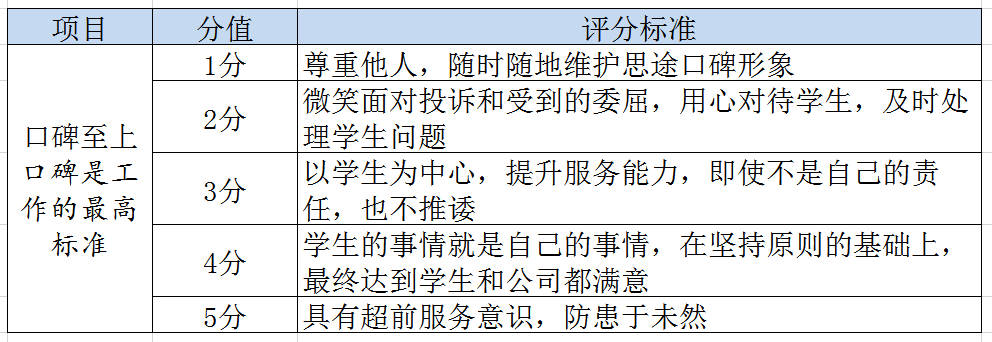 项目 分值 评分标准
口碑至上
口碑是工
作的最高
标准
1分 尊重他人，随时随地维护思途口碑形象
2分 微笑面对投诉和受到的委屈，用心对待学生，及时处
理学生问题
3分 以学生为中心，提升服务能力，即使不是自己的责
任，也不推诿
4分 学生的事情就是自己的事情，在坚持原则的基础上，
最终达到学生和公司都满意
5分 具有超前服务意识，防患于未然